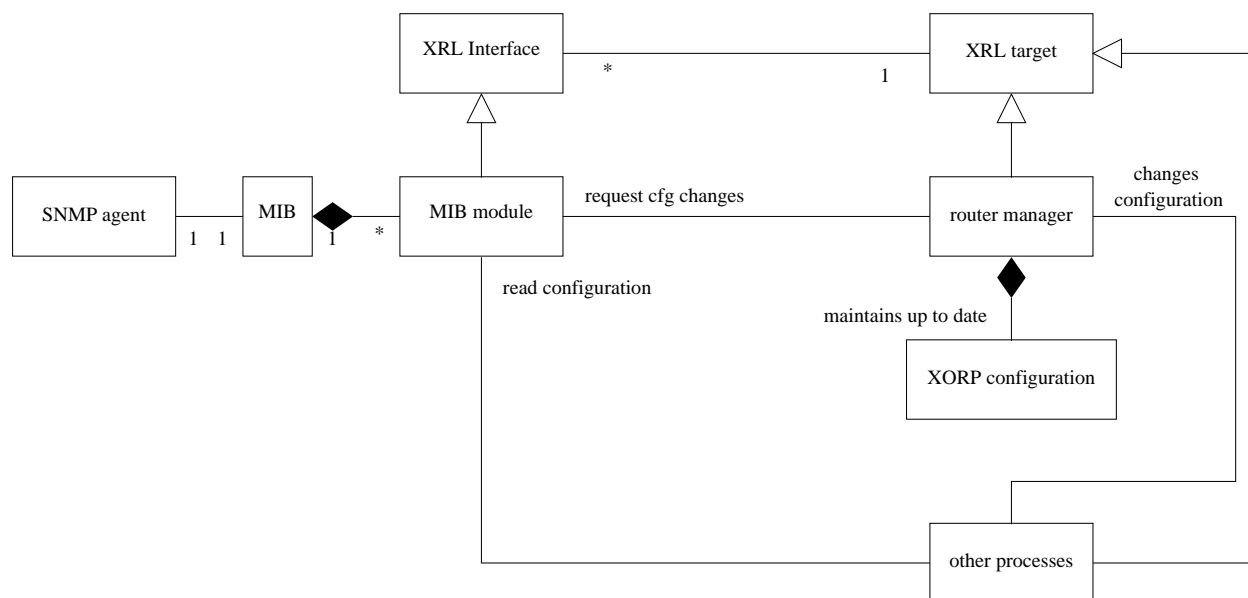 XRL Interface
XRL target
*
1
SNMP agent
MIB
MIB module
request cfg changes
router manager
changes
configuration
1
1
1
*
read configuration
maintains up to date
XORP configuration
other processes